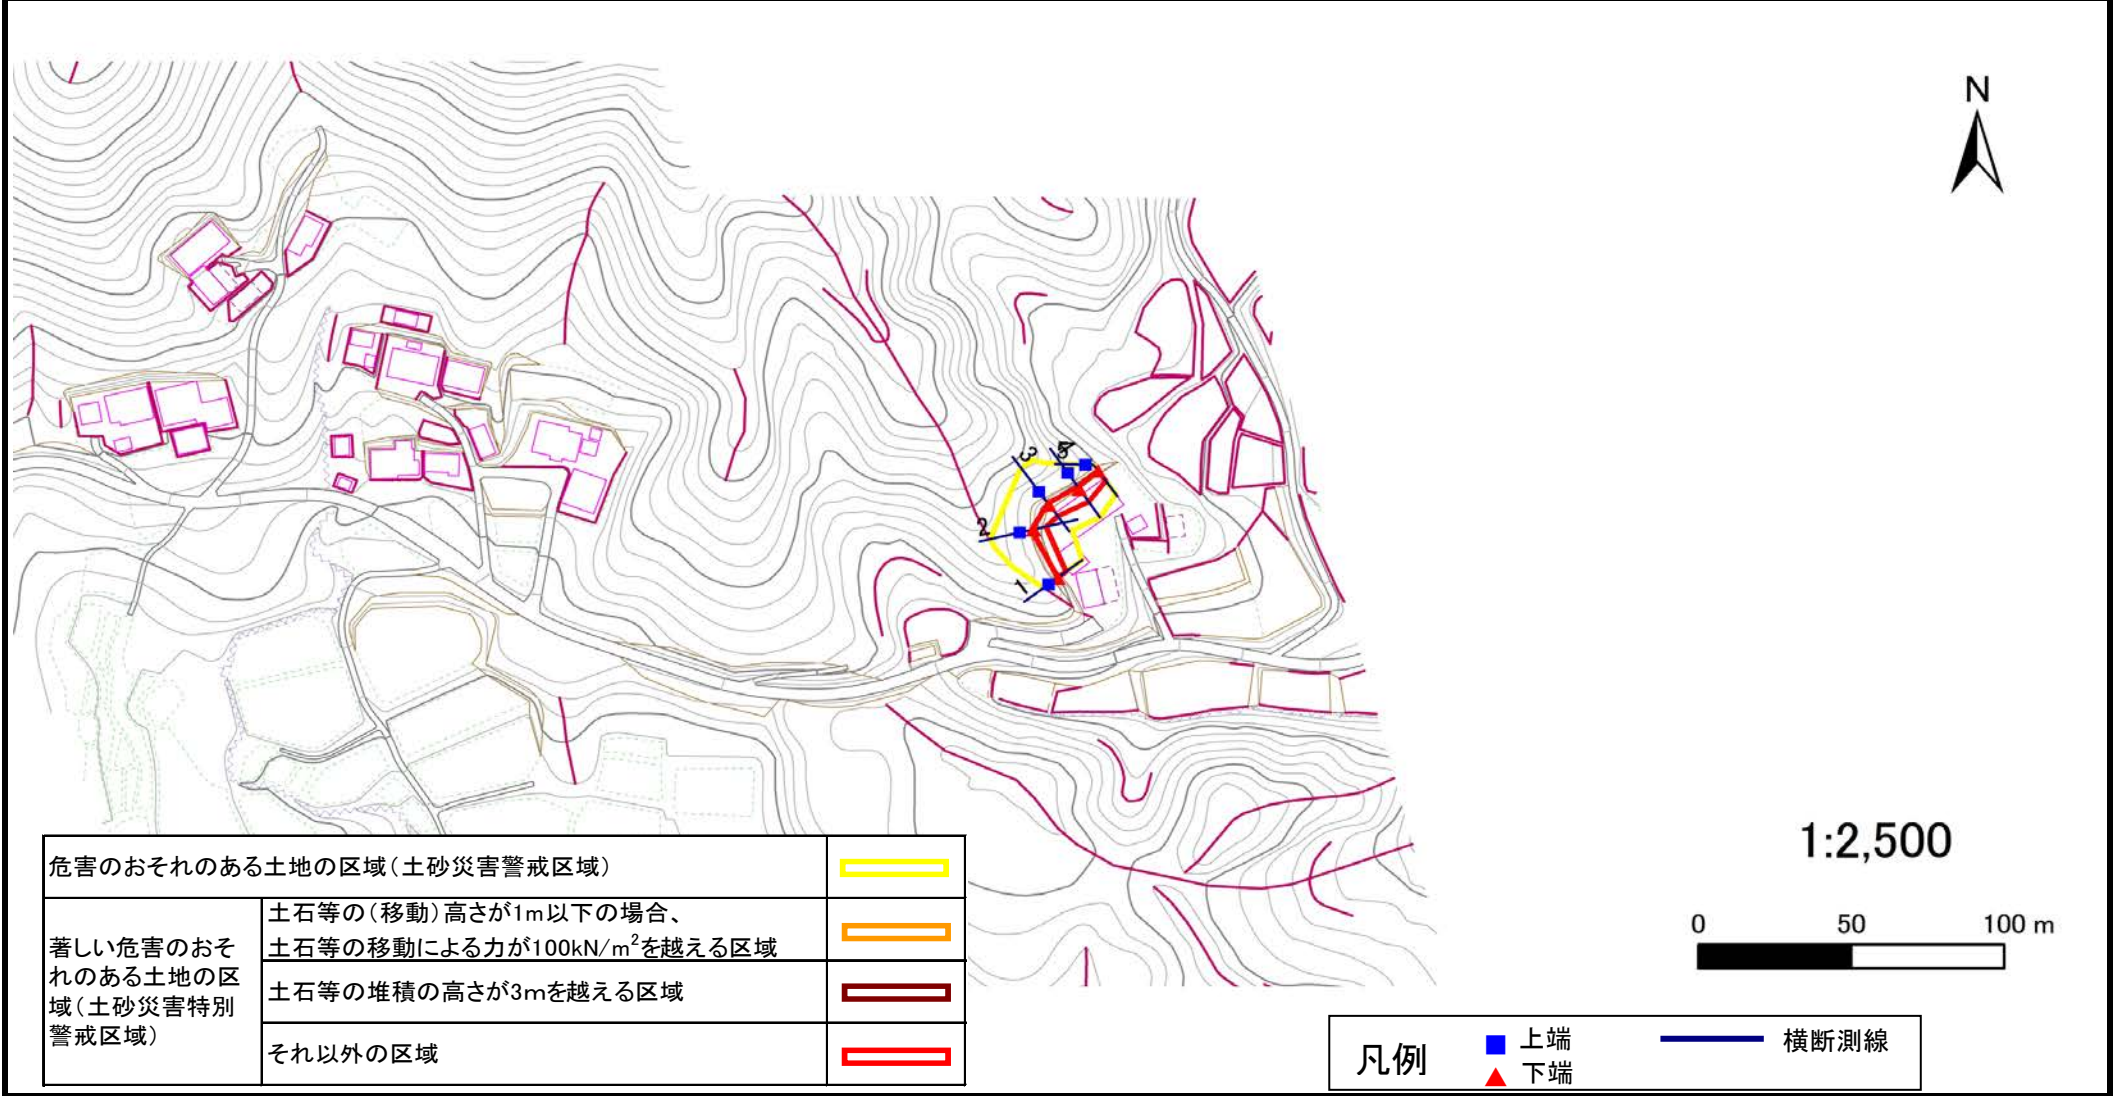 N
3
5
4
2
1
1:2,500
0 50 100 m
危害のおそれのある土地の区域(土砂災害警戒区域)
著しい危害のおそ
れのある土地の区
域(土砂災害特別
警戒区域)
土石等の(移動)高さが1m以下の場合、
土石等の移動による力が100kN/m²を越える区域
土石等の堆積の高さが3mを越える区域
それ以外の区域
凡例
上端
下端
横断測線